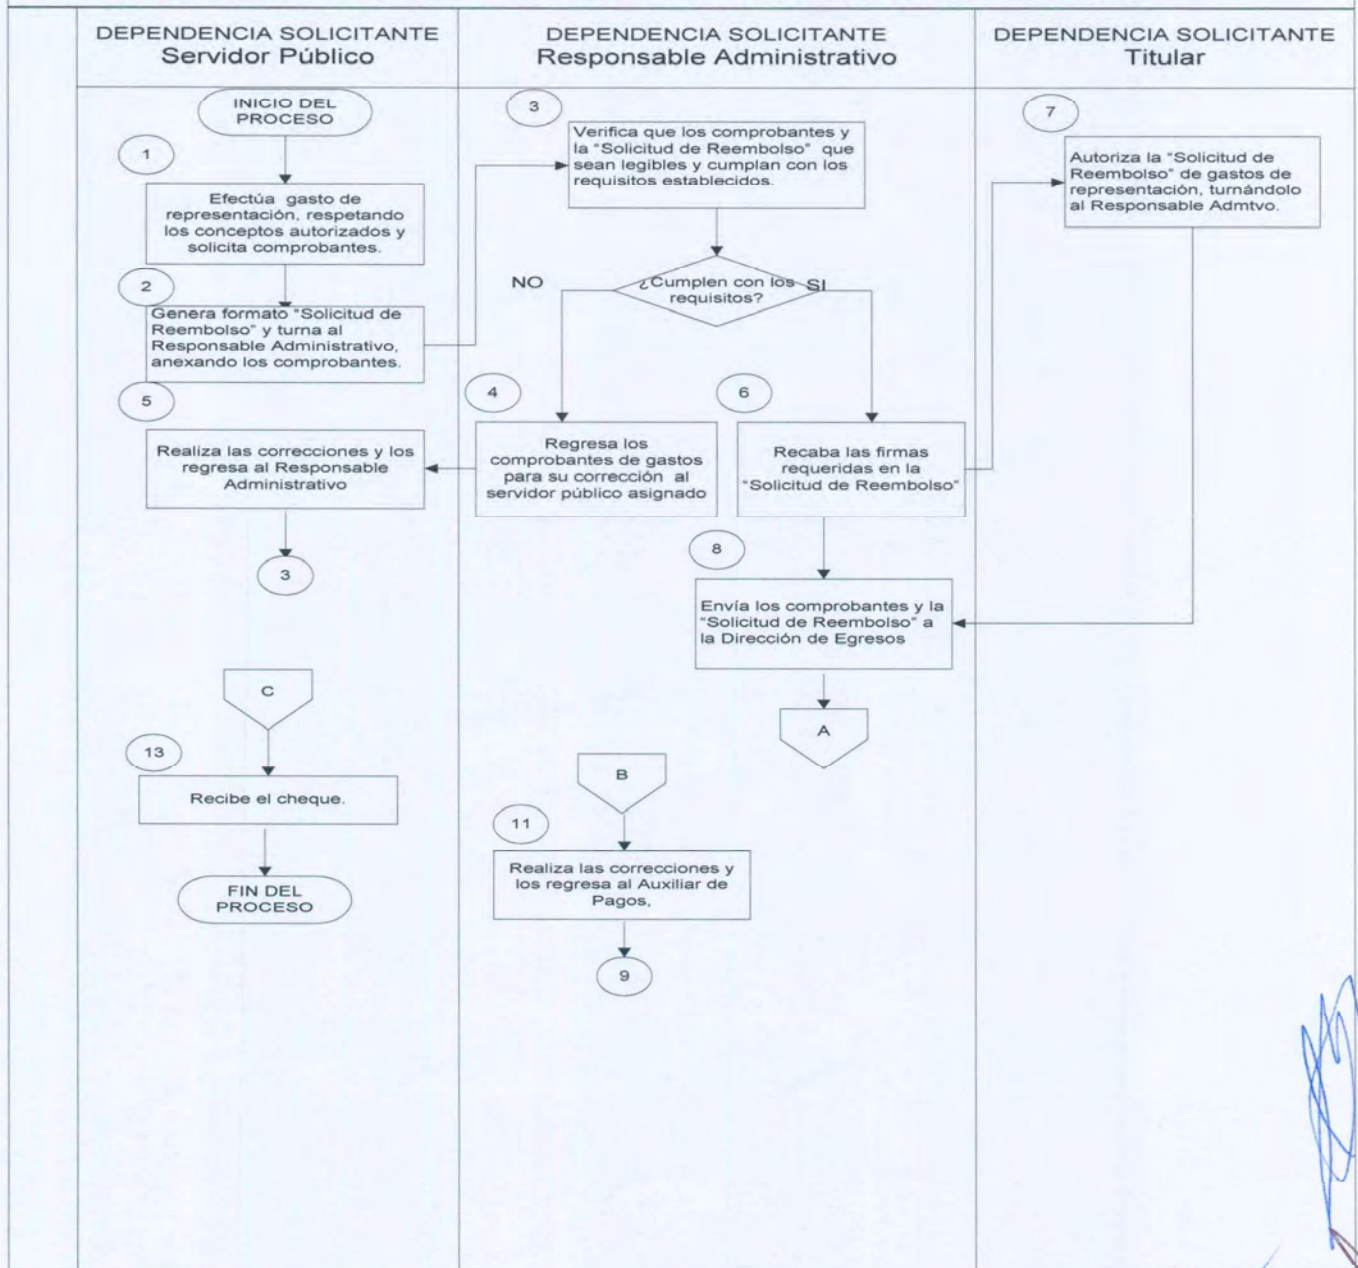 DEPENDENCIA SOLICITANTE
Servidor Público
DEPENDENCIA SOLICITANTE
Responsable Administrativo
DEPENDENCIA SOLICITANTE
Titular
INICIO DEL
PROCESO
1
Efectúa gasto de
representación, respetando
los conceptos autorizados y
solicita comprobantes.
2
Genera formato "Solicitud de
Reembolso" y turna al
Responsable Administrativo,
anexando los comprobantes.
3
Verifica que los comprobantes y
la "Solicitud de Reembolso" que
sean legibles y cumplan con los
requisitos establecidos.
¿Cumplen con los
requisitos?
NO
SI
4
Regresa los
comprobantes de gastos
para su corrección al
servidor público asignado
5
Realiza las correcciones y los
regresa al Responsable
Administrativo
3
6
Recaba las firmas
requeridas en la
"Solicitud de Reembolso"
7
Autoriza la "Solicitud de
Reembolso" de gastos de
representación, turnándolo
al Responsable Admtvo.
8
Envía los comprobantes y la
"Solicitud de Reembolso" a
la Dirección de Egresos
A
B
11
Realiza las correcciones y
los regresa al Auxiliar de
Pagos,
9
C
13
Recibe el cheque.
FIN DEL
PROCESO